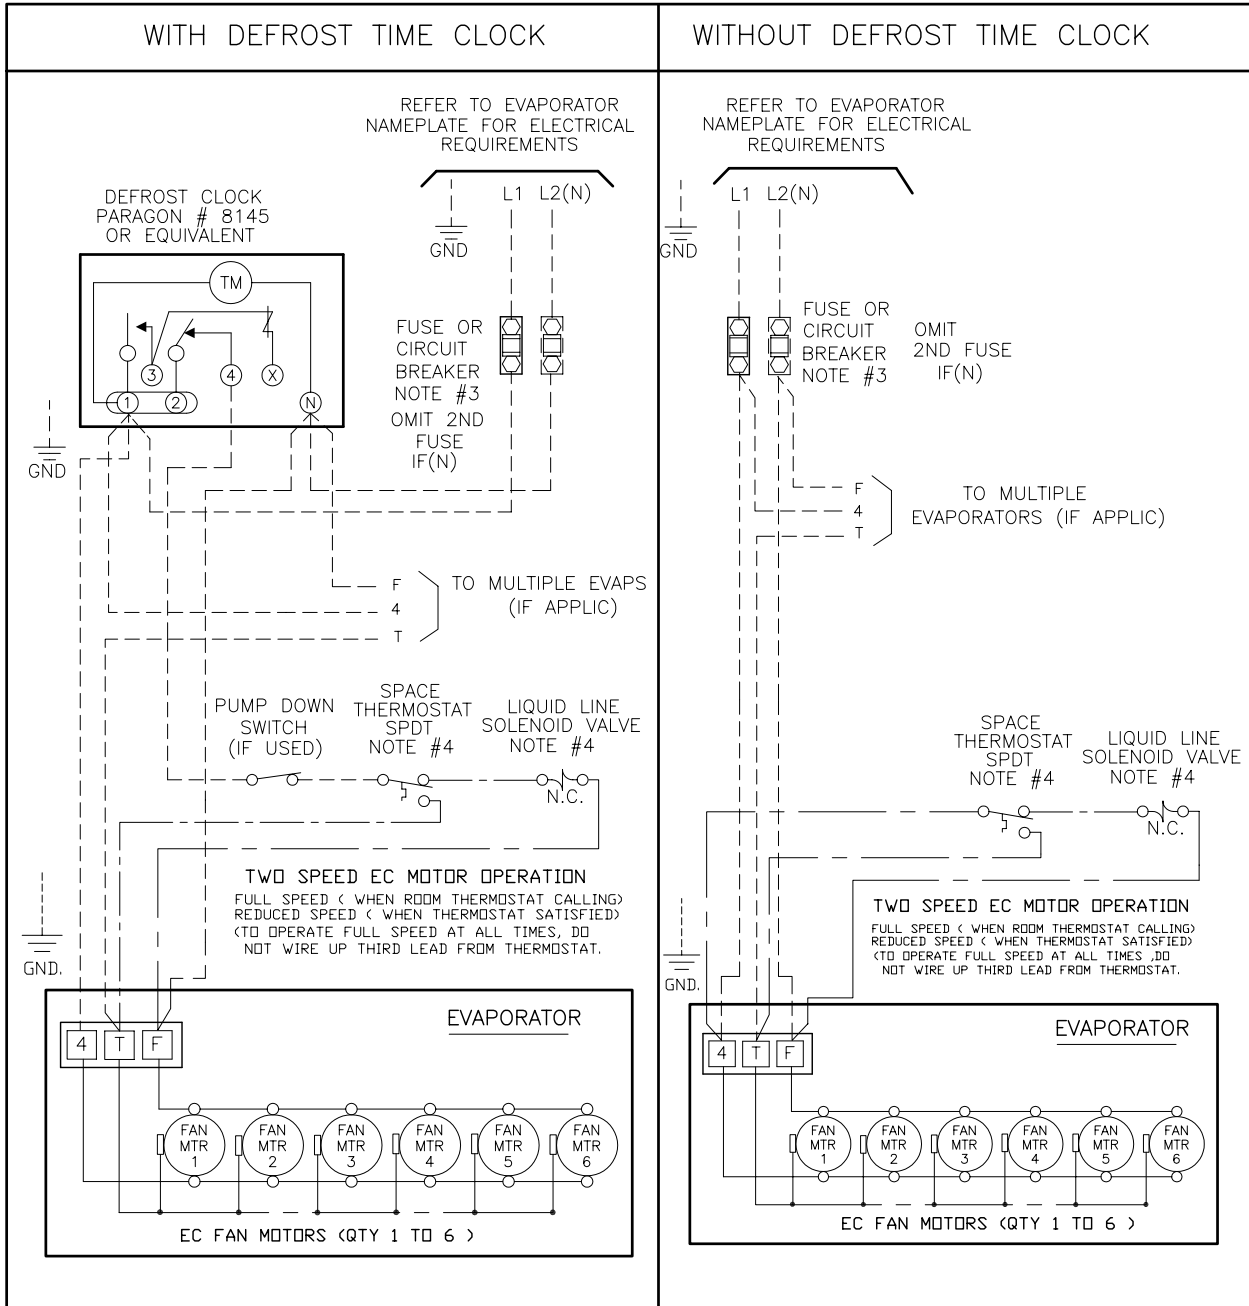 WITH DEFROST TIME CLOCK
REFER TO EVAPORATOR
NAMEPLATE FOR ELECTRICAL
REQUIREMENTS
L1 L2(N)
GND
DEFROST CLOCK
PARAGON # 8145
OR EQUIVALENT
TM
3 4 X
1 2 N
GND
FUSE OR
CIRCUIT
BREAKER
NOTE #3
OMIT 2ND
FUSE
IF(N)
F
4
T
TO MULTIPLE EVAPS
(IF APPLIC)
PUMP DOWN
SWITCH
(IF USED)
SPACE
THERMOSTAT
SPDT
NOTE #4
LIQUID LINE
SOLENOID VALVE
NOTE #4
N.C.
TWO SPEED EC MOTOR OPERATION
FULL SPEED ( WHEN ROOM THERMOSTAT CALLING)
REDUCED SPEED ( WHEN THERMOSTAT SATISFIED)
(TO OPERATE FULL SPEED AT ALL TIMES, DO
NOT WIRE UP THIRD LEAD FROM THERMOSTAT.
GND.
EVAPORATOR
4 T F
FAN
MTR
1
FAN
MTR
2
FAN
MTR
3
FAN
MTR
4
FAN
MTR
5
FAN
MTR
6
EC FAN MOTORS (QTY 1 TO 6 )
WITHOUT DEFROST TIME CLOCK
REFER TO EVAPORATOR
NAMEPLATE FOR ELECTRICAL
REQUIREMENTS
L1 L2(N)
GND
FUSE OR
CIRCUIT
BREAKER
NOTE #3
OMIT
2ND FUSE
IF(N)
F
4
T
TO MULTIPLE
EVAPORATORS (IF APPLIC)
SPACE
THERMOSTAT
SPDT
NOTE #4
LIQUID LINE
SOLENOID VALVE
NOTE #4
N.C.
TWO SPEED EC MOTOR OPERATION
FULL SPEED ( WHEN ROOM THERMOSTAT CALLING)
REDUCED SPEED ( WHEN THERMOSTAT SATISFIED)
(TO OPERATE FULL SPEED AT ALL TIMES ,DO
NOT WIRE UP THIRD LEAD FROM THERMOSTAT.
GND.
EVAPORATOR
4 T F
FAN
MTR
1
FAN
MTR
2
FAN
MTR
3
FAN
MTR
4
FAN
MTR
5
FAN
MTR
6
EC FAN MOTORS (QTY 1 TO 6 )